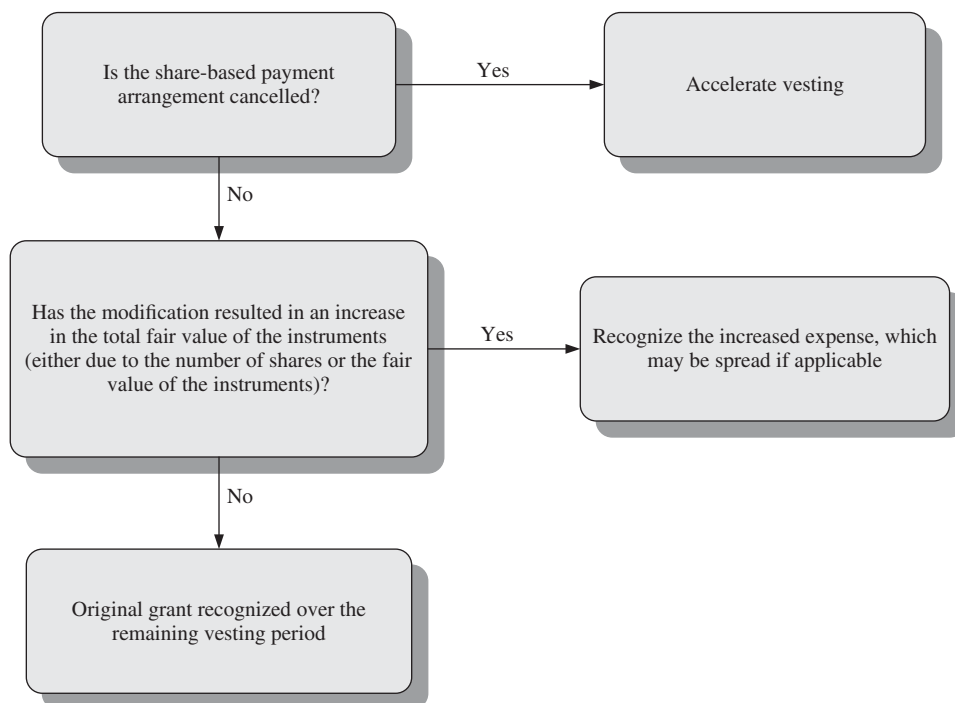 Is the share-based payment
arrangement cancelled?
Yes
Accelerate vesting
No
Has the modification resulted in an increase
in the total fair value of the instruments
(either due to the number of shares or the fair
value of the instruments)?
Yes
Recognize the increased expense, which
may be spread if applicable
No
Original grant recognized over the
remaining vesting period